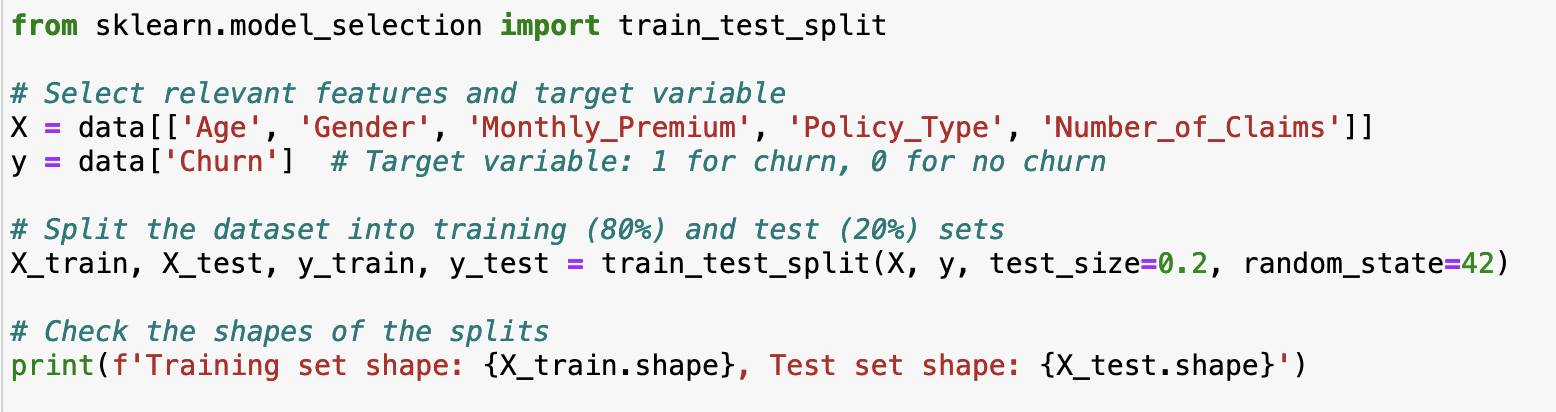 from sklearn.model_selection import train_test_split
# Select relevant features and target variable
X = data[['Age', 'Gender', 'Monthly_Premium', 'Policy_Type', 'Number_of_Claims']]
y = data['Churn']  # Target variable: 1 for churn, 0 for no churn
# Split the dataset into training (80%) and test (20%) sets
X_train, X_test, y_train, y_test = train_test_split(X, y, test_size=0.2, random_state=42)
# Check the shapes of the splits
print(f'Training set shape: {X_train.shape}, Test set shape: {X_test.shape}')